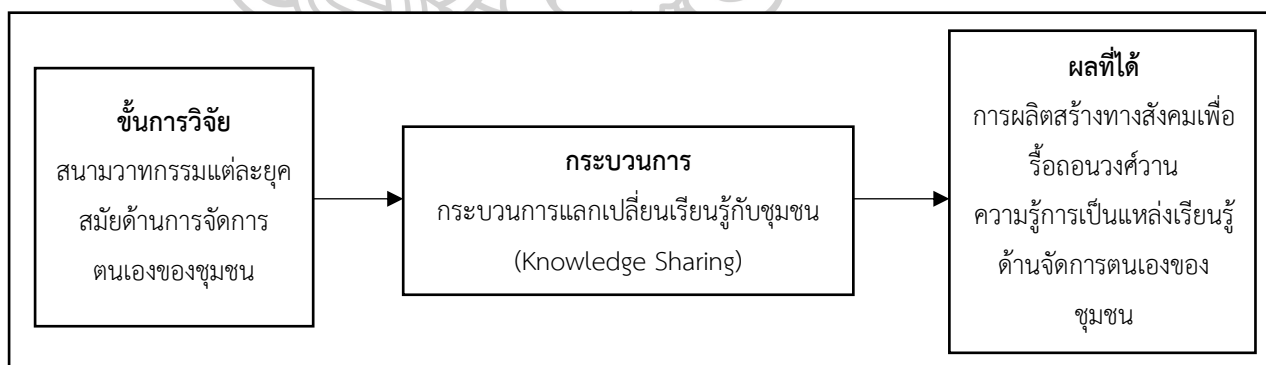 ขั้นการวิจัย
สนามวาทกรรมแต่ละยุค
สมัยด้านการจัดการ
ตนเองของชุมชน
กระบวนการ
กระบวนการแลกเปลี่ยนเรียนรู้กับชุมชน
(Knowledge Sharing)
ผลที่ได้
การผลิตสร้างทางสังคมเพื่อ
รื้อถอนวงศ์วาน
ความรู้การเป็นแหล่งเรียนรู้
ด้านจัดการตนเองของ
ชุมชน